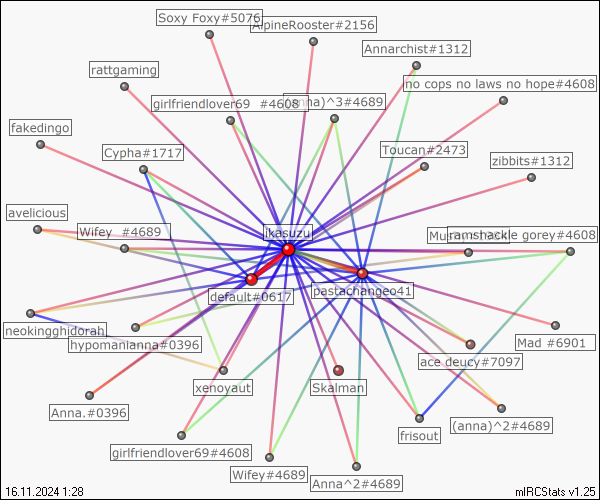 Soxy Foxy#5076
AlpineRooster#2156
Annarchist#1312
rattgaming
no cops no laws no hope#4608
girlfriendlover69 #4608
(anna)^3#4689
fakedingo
Cypha#1717
Toucan#2473
zibbits#1312
avelicious
Wifey #4689
ikasuzu
ramshackle gorey#4608
default#0617
pastachangeo41
neokingghidorah
hypomanianna#0396
ace deucy#7097
Mad #6901
xenoyaut
Skalman
Anna.#0396
(anna)^2#4689
frisout
girlfriendlover69#4608
Wifey#4689
Anna^2#4689
16.11.2024 1:28
mIRCStats v1.25